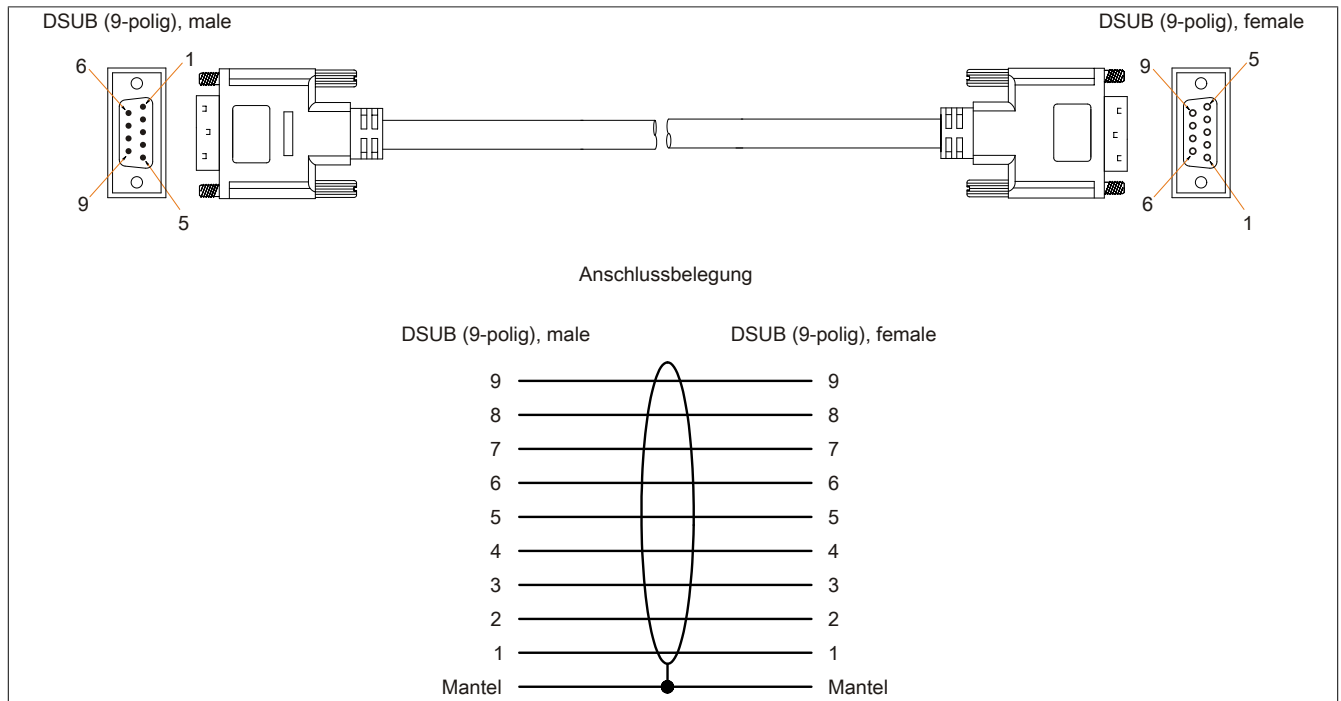 DSUB (9-polig), male
DSUB (9-polig), female
6
1
9
5
9
5
6
1
Anschlussbelegung
DSUB (9-polig), male
DSUB (9-polig), female
9 9
8 8
7 7
6 6
5 5
4 4
3 3
2 2
1 1
Mantel Mantel